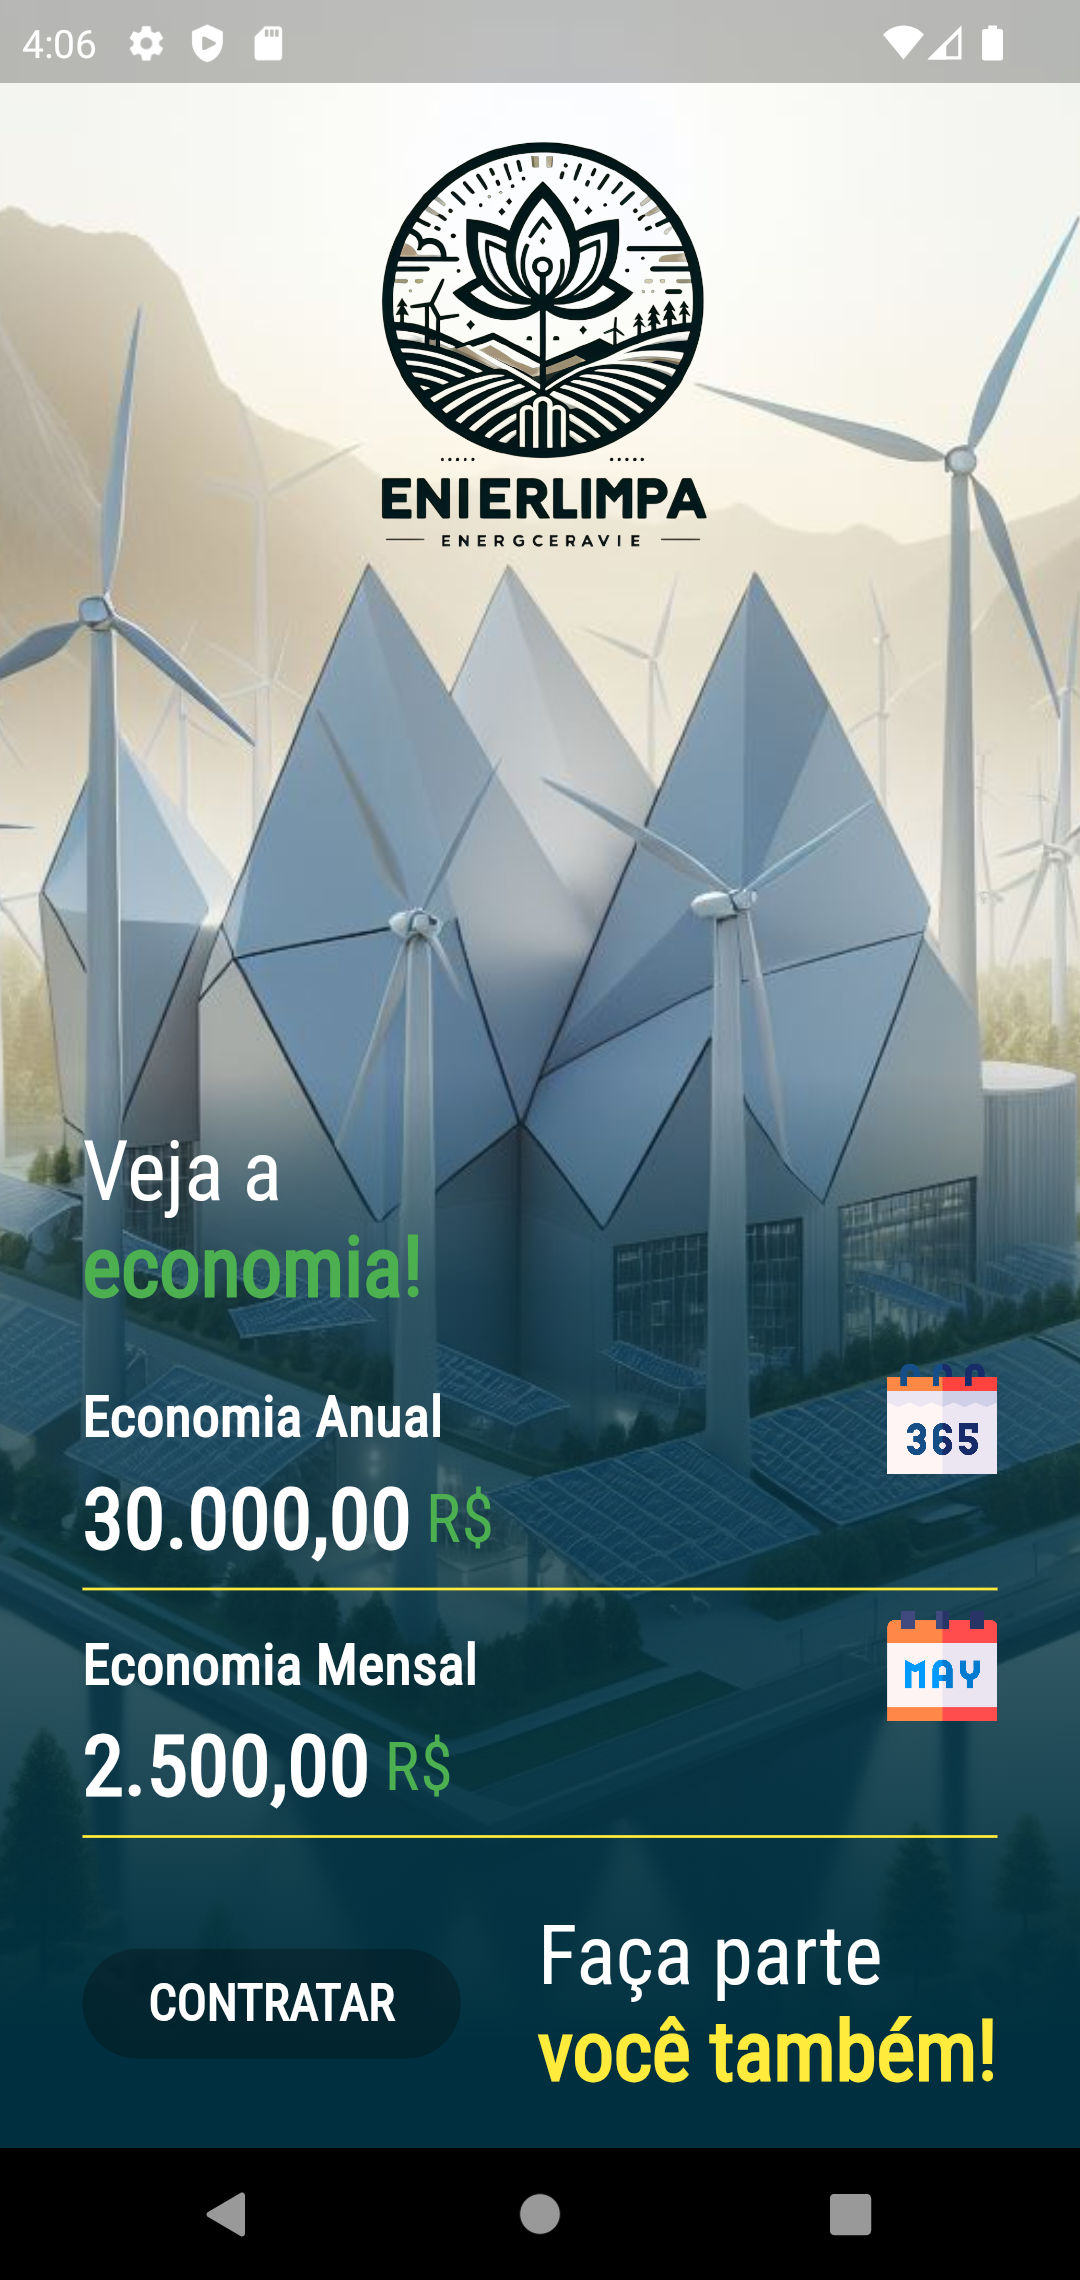 4:06
ENIERLIMPA
ENERGCERAVIE
Veja a
economia!
Economia Anual
365
30.000,00 R$
Economia Mensal
MAY
2.500,00 R$
Faça parte
CONTRATAR
você também!